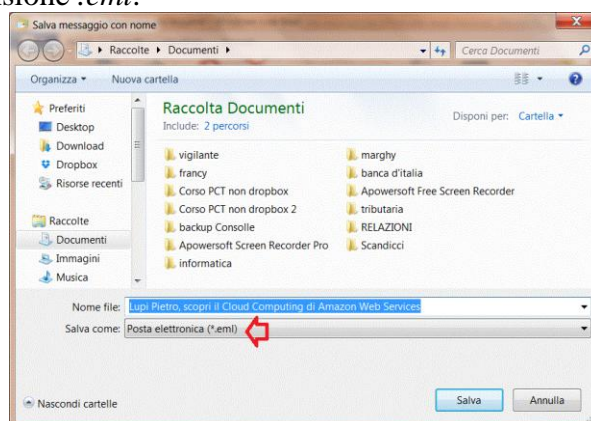 sione .eml:
Salva messaggio con nome
Raccolte ▸ Documenti ▸
Cerca Documenti
Organizza
Nuova cartella
Preferiti
Desktop
Download
Dropbox
Risorse recenti
Raccolte
Documenti
Immagini
Musica
Raccolta Documenti
Include: 2 percorsi
Disponi per: Cartella
vigilante
francy
Corso PCT non dropbox
Corso PCT non dropbox 2
backup Consolle
Apowersoft Screen Recorder Pro
informatica
marghy
banca d'italia
Apowersoft Free Screen Recorder
tributaria
RELAZIONI
Scandicci
Nome file: Lupi Pietro, scopri il Cloud Computing di Amazon Web Services
Salva come: Posta elettronica (*.eml)
Nascondi cartelle
Salva
Annulla